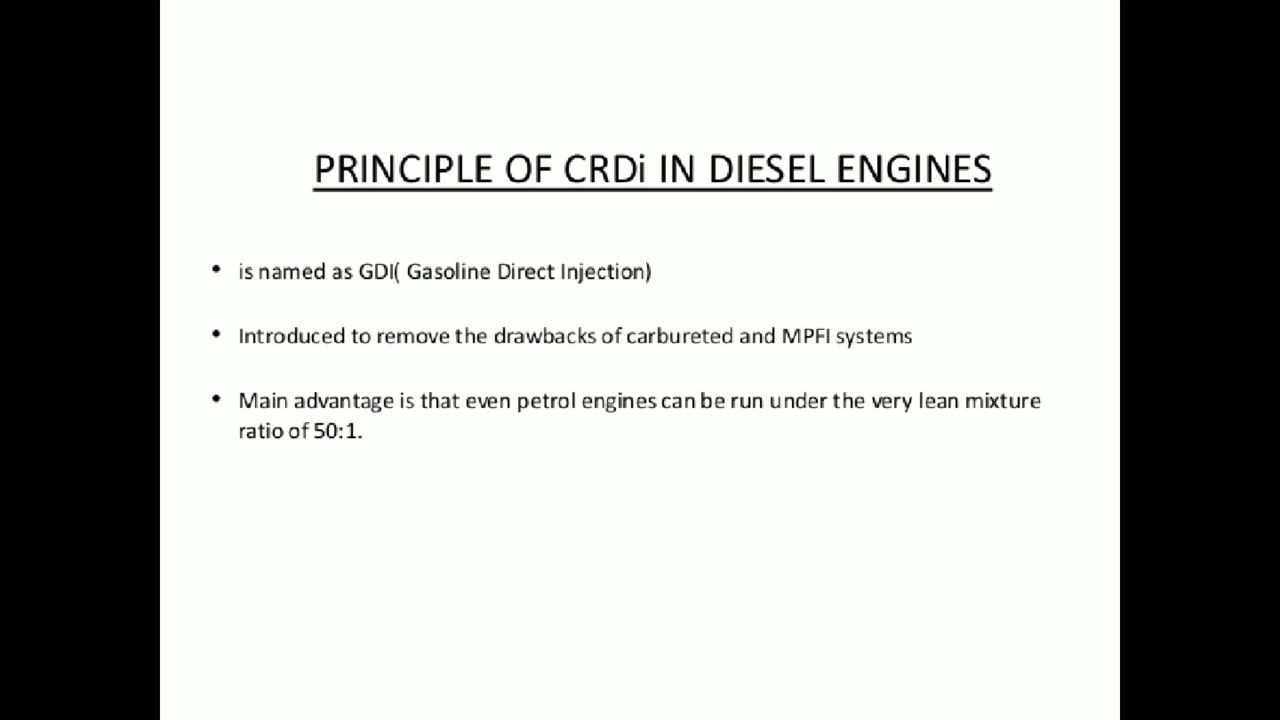 PRINCIPLE OF CRDi IN DIESEL ENGINES
• is named as GDI( Gasoline Direct Injection)
• Introduced to remove the drawbacks of carbureted and MPFI systems
• Main advantage is that even petrol engines can be run under the very lean mixture
ratio of 50:1.